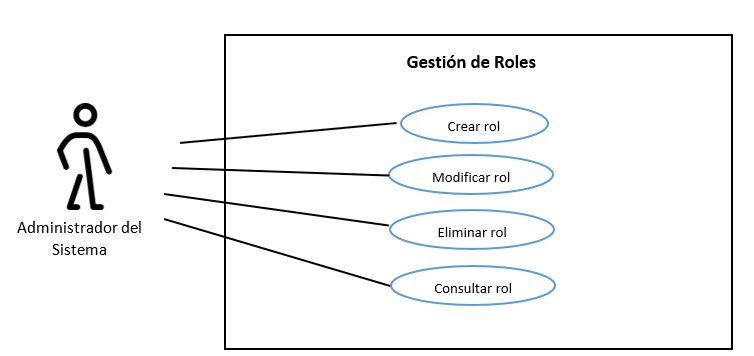 Gestión de Roles
Crear rol
Modificar rol
Eliminar rol
Consultar rol
Administrador del
Sistema